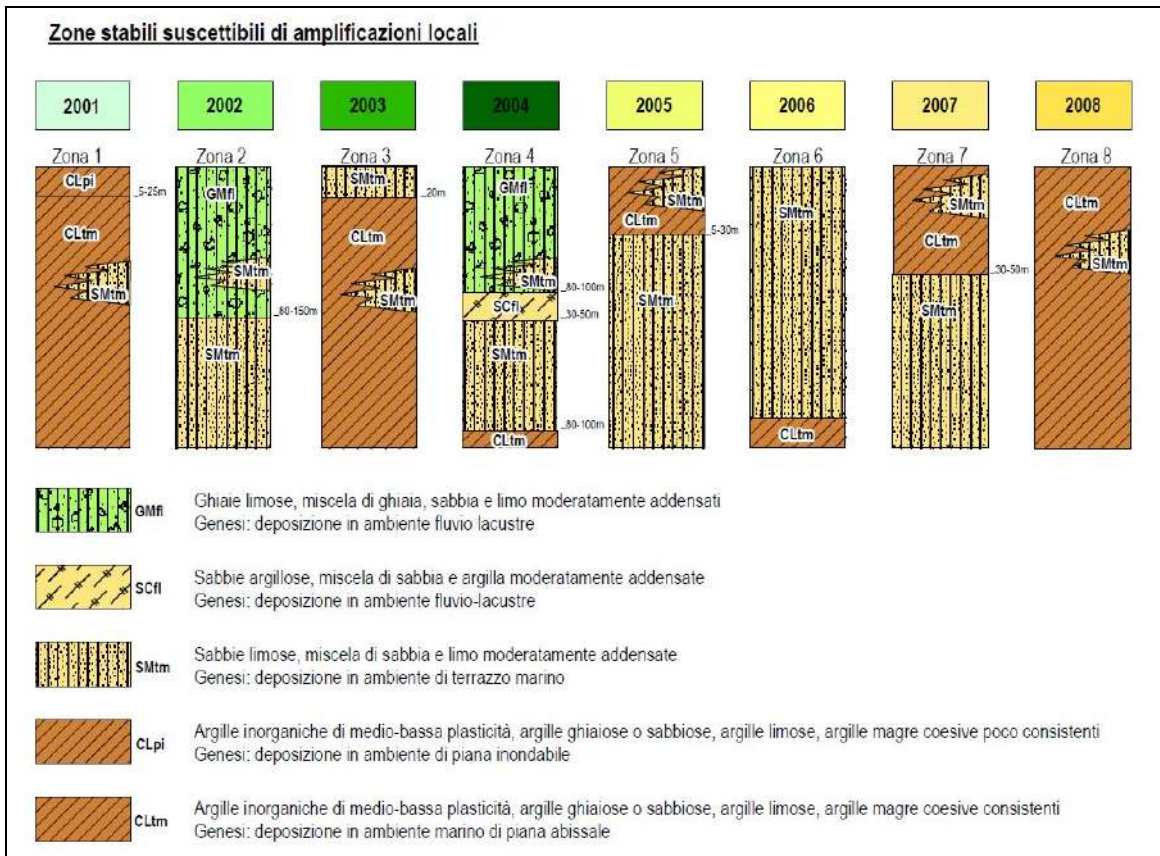 Zone stabili suscettibili di amplificazioni locali
2001 2002 2003 2004 2005 2006 2007 2008
Zona 1 Zona 2 Zona 3 Zona 4 Zona 5 Zona 6 Zona 7 Zona 8
CLpi
_5-25m
CLtm
SMtm
GMfl
SMtm
_80-150m
SMtm
SMtm
_20m
CLtm
SMtm
GMfl
SMtm
_80-100m
SCfl
_30-50m
SMtm
_80-100m
CLtm
SMtm
CLtm
_5-30m
SMtm
SMtm
CLtm
SMtm
CLtm
_30-50m
SMtm
CLtm
SMtm
GMfl
Ghiaie limose, miscela di ghiaia, sabbia e limo moderatamente addensati
Genesi: deposizione in ambiente fluvio lacustre
SCfl
Sabbie argillose, miscela di sabbia e argilla moderatamente addensate
Genesi: deposizione in ambiente fluvio-lacustre
SMtm
Sabbie limose, miscela di sabbia e limo moderatamente addensate
Genesi: deposizione in ambiente di terrazzo marino
CLpi
Argille inorganiche di medio-bassa plasticità, argille ghiaiose o sabbiose, argille limose, argille magre coesive poco consistenti
Genesi: deposizione in ambiente di piana inondabile
CLtm
Argille inorganiche di medio-bassa plasticità, argille ghiaiose o sabbiose, argille limose, argille magre coesive consistenti
Genesi: deposizione in ambiente marino di piana abissale